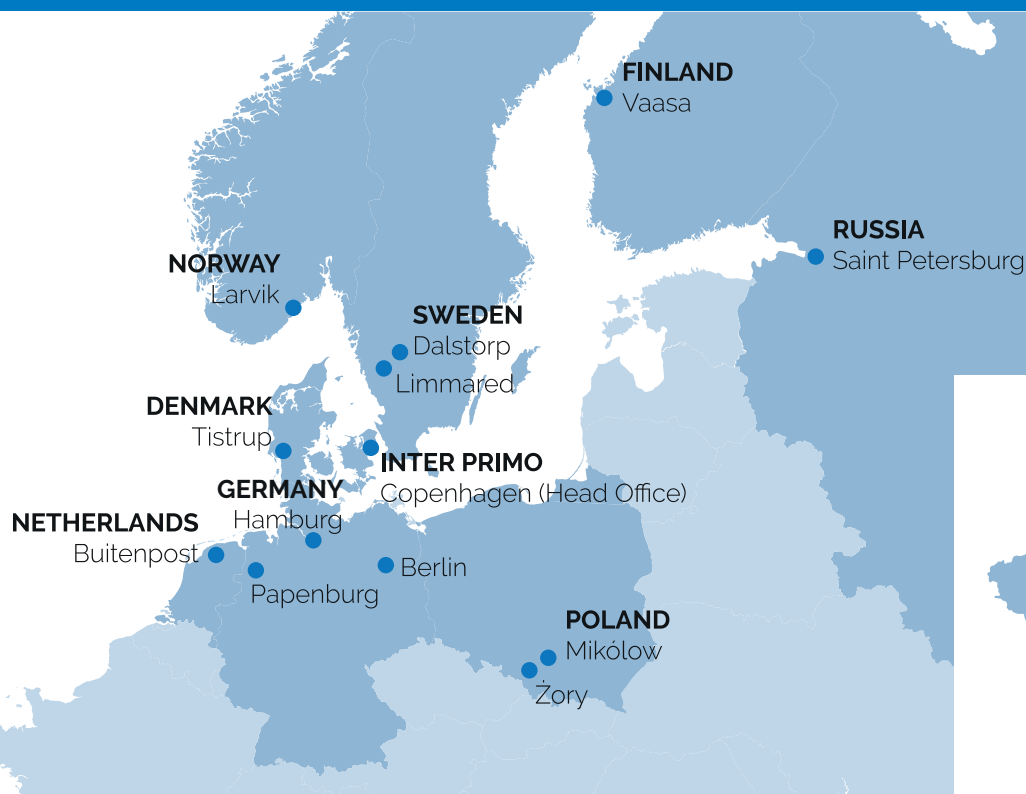 FINLAND
Vaasa
RUSSIA
Saint Petersburg
NORWAY
Larvik
SWEDEN
Dalstorp
Limmared
DENMARK
Tistrup
INTER PRIMO
Copenhagen (Head Office)
GERMANY
Hamburg
NETHERLANDS
Buitenpost
Berlin
Papenburg
POLAND
Mikólow
Żory